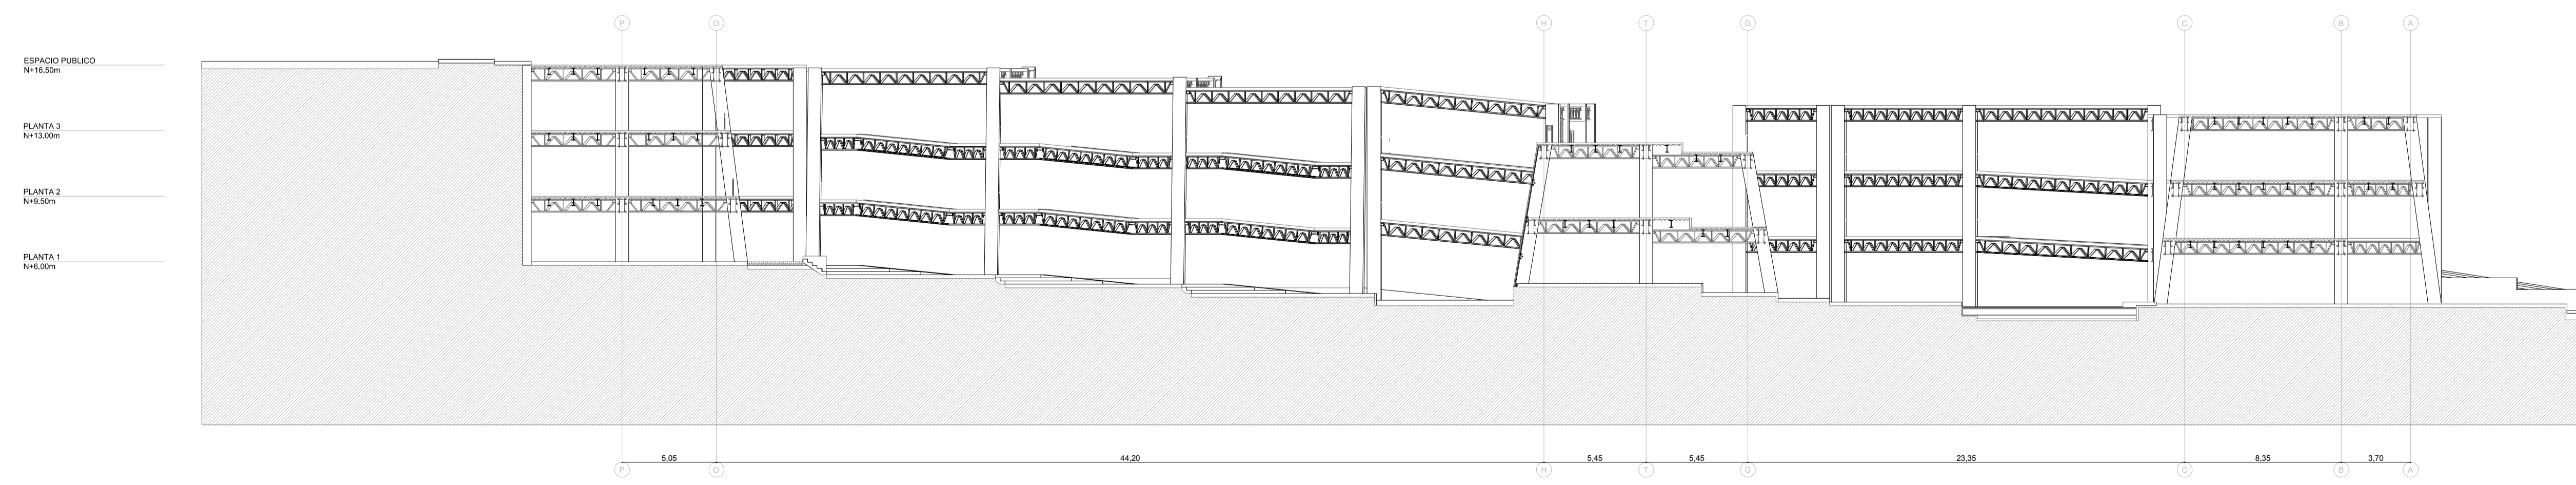 P
O
H
T
G
C
B
A
ESPACIO PUBLICO
N+16.50m
PLANTA 3
N+13,00m
PLANTA 2
N+9,50m
PLANTA 1
N+6,00m
5,05
44,20
5,45
5,45
23,35
8,35
3,70
P
O
H
T
G
C
B
A